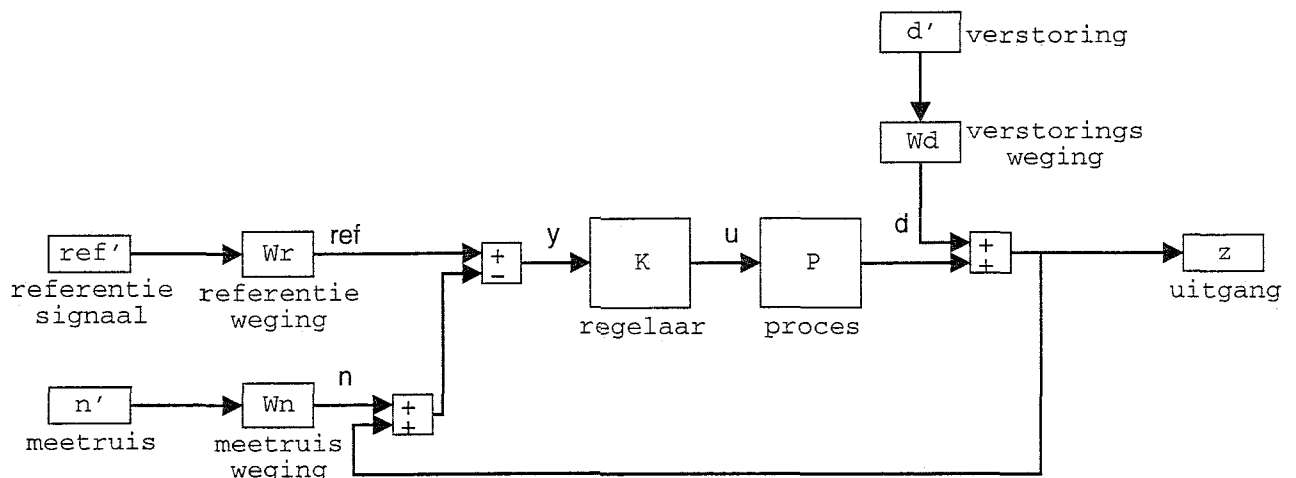 d'
verstoring
Wd
verstorings
weging
d
ref'
referentie
signaal
Wr
referentie
weging
ref
+
−
y
K
regelaar
u
P
proces
+
+
z
uitgang
n'
meetruis
Wn
meetruis
weging
n
+
+